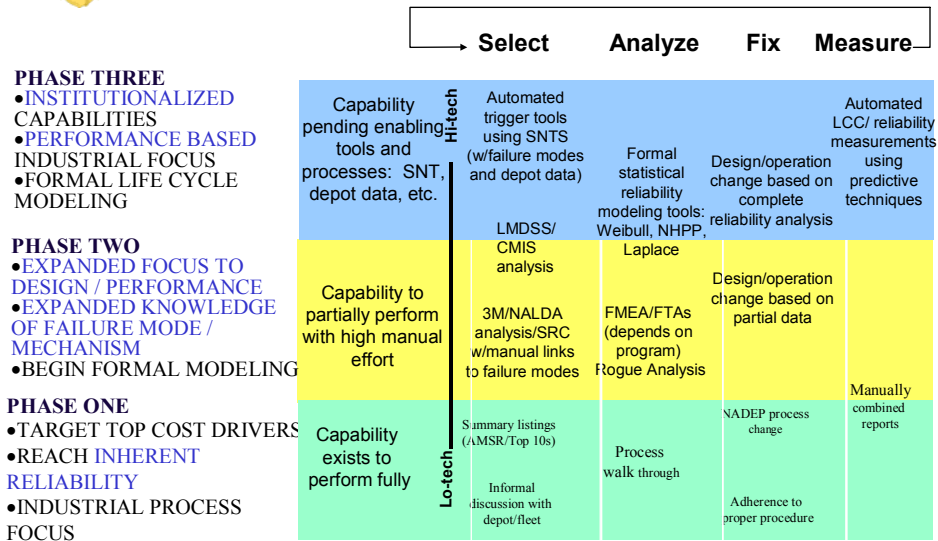 Select Analyze Fix Measure
PHASE THREE
•INSTITUTIONALIZED
CAPABILITIES
•PERFORMANCE BASED
INDUSTRIAL FOCUS
•FORMAL LIFE CYCLE
MODELING
Capability
pending enabling
tools and
processes: SNT,
depot data, etc.
Hi-tech
Automated
trigger tools
using SNTS
(w/failure modes
and depot data)
LMDSS/
CMIS
analysis
Formal
statistical
reliability
modeling tools:
Weibull, NHPP,
Laplace
Design/operation
change based on
complete
reliability analysis
Automated
LCC/ reliability
measurements
using
predictive
techniques
PHASE TWO
•EXPANDED FOCUS TO
DESIGN / PERFORMANCE
•EXPANDED KNOWLEDGE
OF FAILURE MODE /
MECHANISM
•BEGIN FORMAL MODELING
Capability to
partially perform
with high manual
effort
3M/NALDA
analysis/SRC
w/manual links
to failure modes
FMEA/FTAs
(depends on
program)
Rogue Analysis
Design/operation
change based on
partial data
Manually
combined
reports
PHASE ONE
•TARGET TOP COST DRIVERS
•REACH INHERENT
RELIABILITY
•INDUSTRIAL PROCESS
FOCUS
Capability
exists to
perform fully
Lo-tech
Summary listings
(AMSR/Top 10s)
Informal
discussion with
depot/fleet
Process
walk through
NADEP process
change
Adherence to
proper procedure